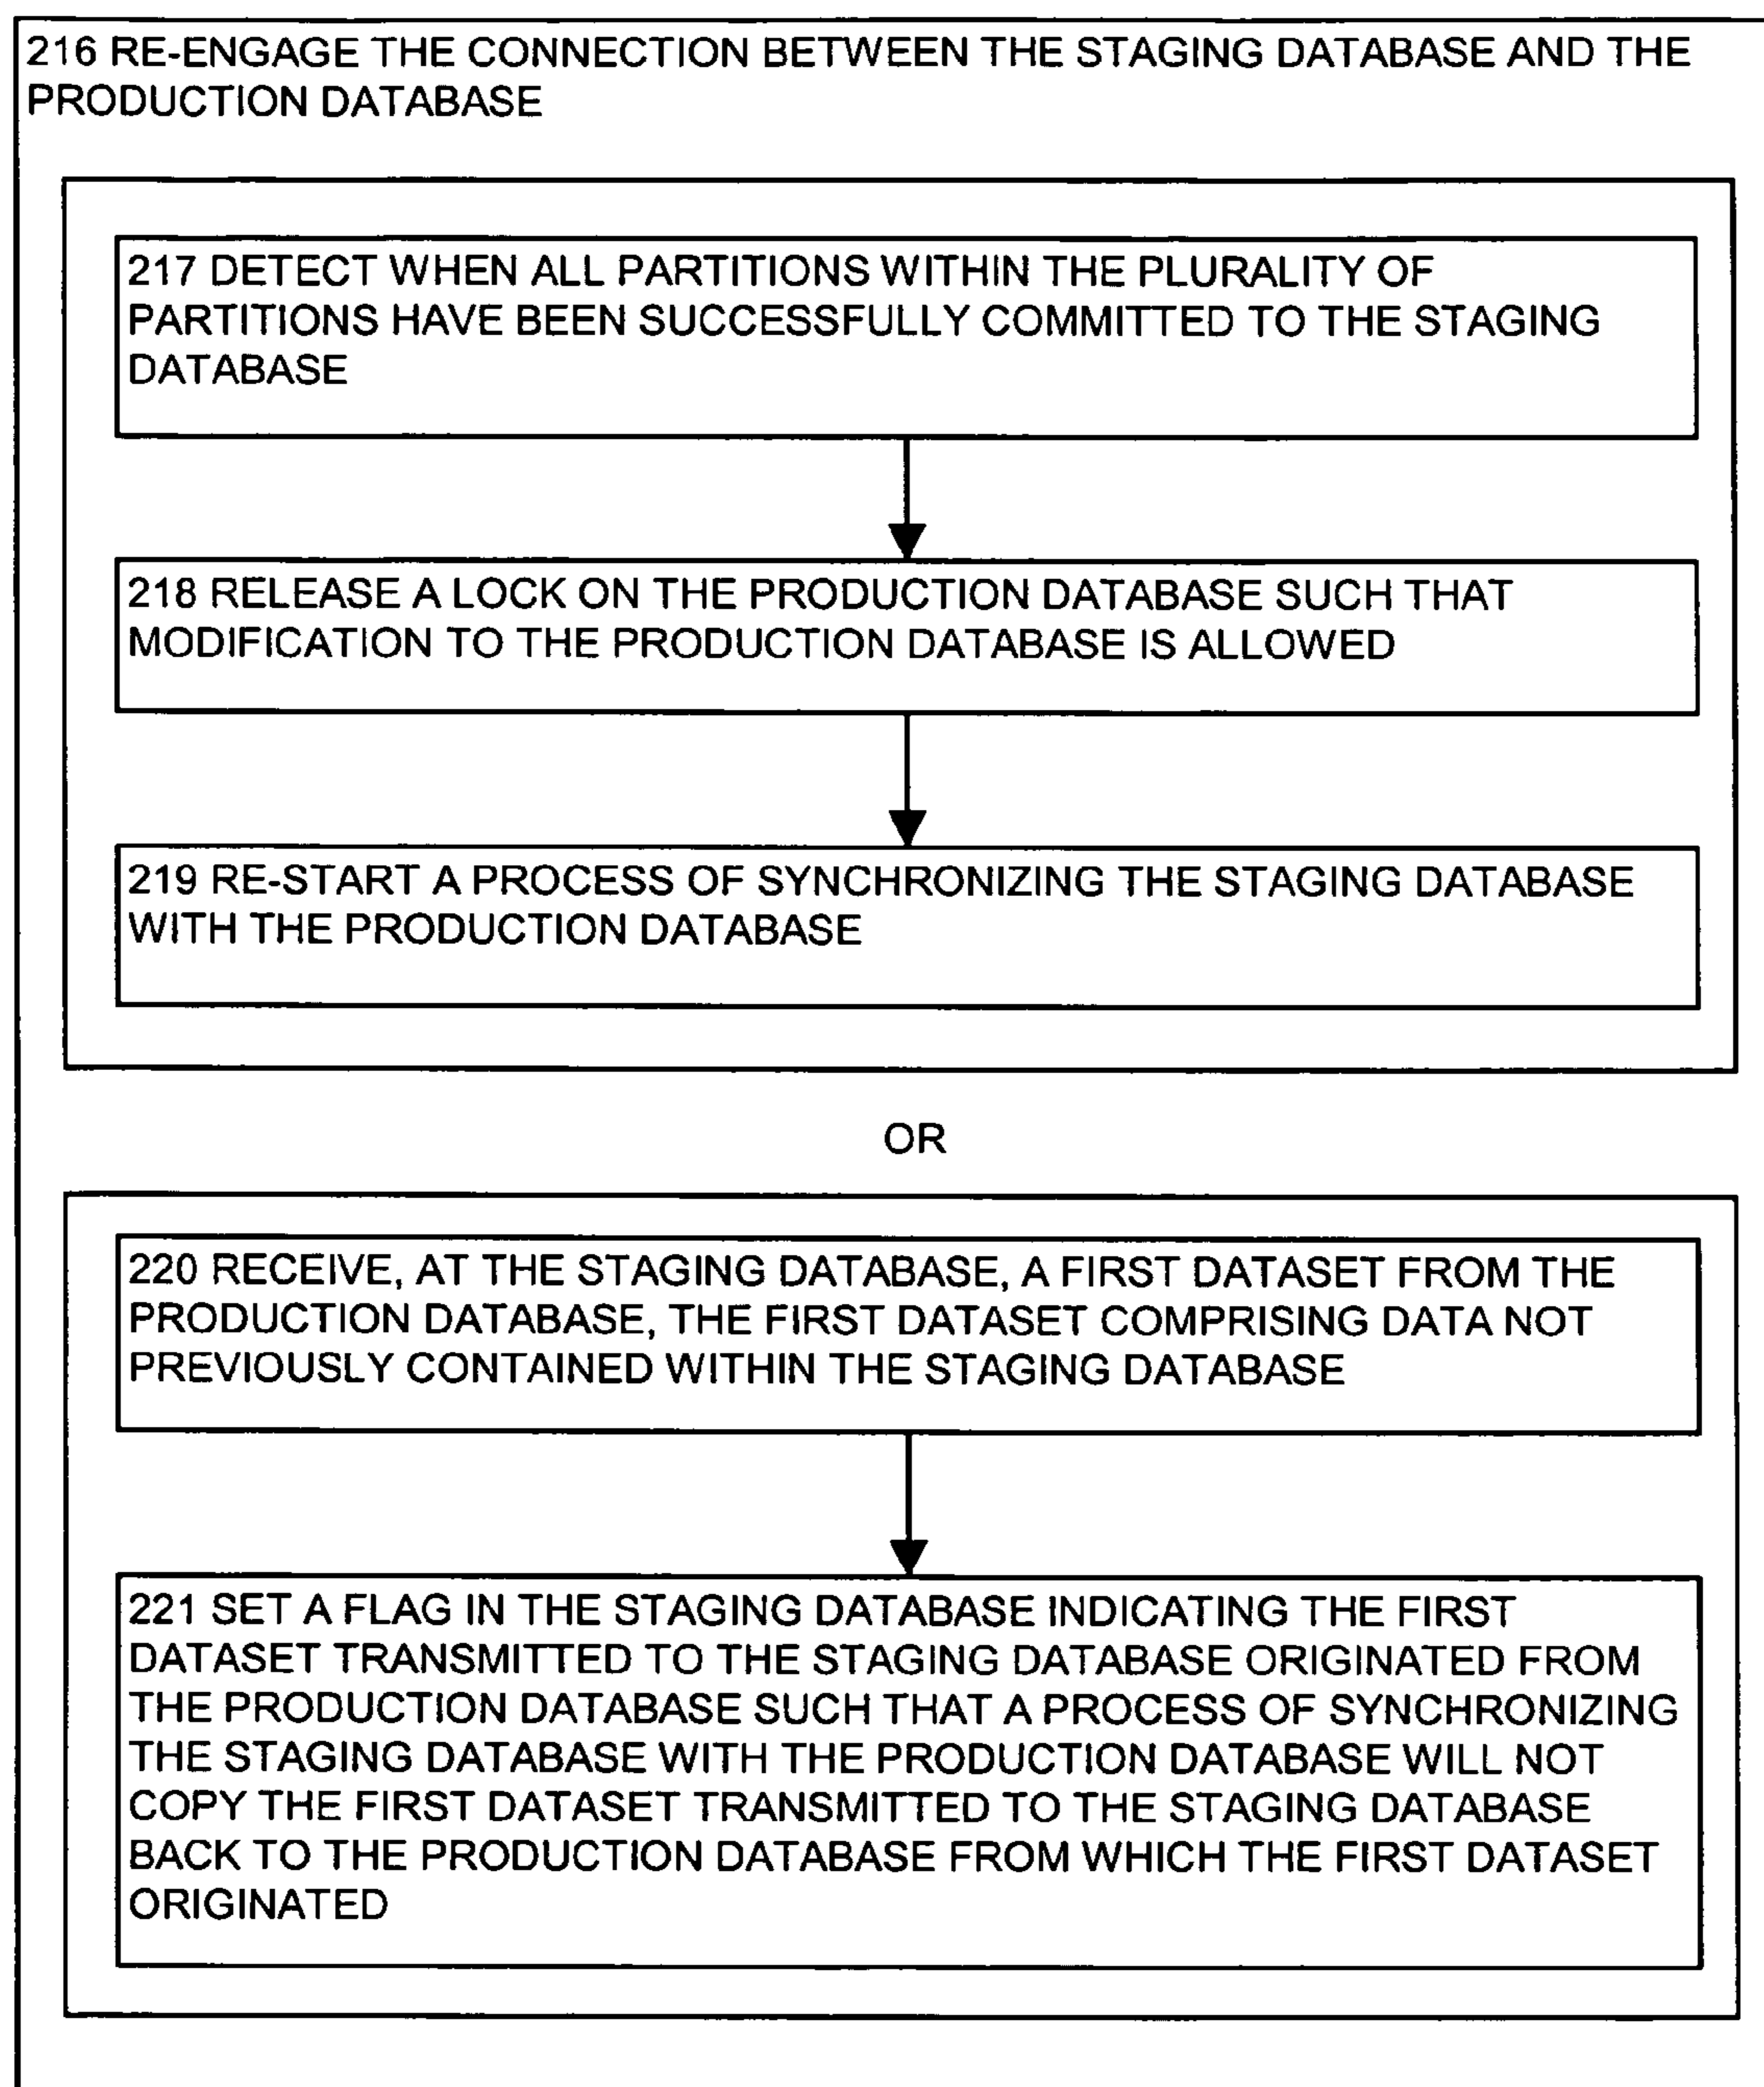 216 RE-ENGAGE THE CONNECTION BETWEEN THE STAGING DATABASE AND THE
PRODUCTION DATABASE
217 DETECT WHEN ALL PARTITIONS WITHIN THE PLURALITY OF
PARTITIONS HAVE BEEN SUCCESSFULLY COMMITTED TO THE STAGING
DATABASE
218 RELEASE A LOCK ON THE PRODUCTION DATABASE SUCH THAT
MODIFICATION TO THE PRODUCTION DATABASE IS ALLOWED
219 RE-START A PROCESS OF SYNCHRONIZING THE STAGING DATABASE
WITH THE PRODUCTION DATABASE
OR
220 RECEIVE, AT THE STAGING DATABASE, A FIRST DATASET FROM THE
PRODUCTION DATABASE, THE FIRST DATASET COMPRISING DATA NOT
PREVIOUSLY CONTAINED WITHIN THE STAGING DATABASE
221 SET A FLAG IN THE STAGING DATABASE INDICATING THE FIRST
DATASET TRANSMITTED TO THE STAGING DATABASE ORIGINATED FROM
THE PRODUCTION DATABASE SUCH THAT A PROCESS OF SYNCHRONIZING
THE STAGING DATABASE WITH THE PRODUCTION DATABASE WILL NOT
COPY THE FIRST DATASET TRANSMITTED TO THE STAGING DATABASE
BACK TO THE PRODUCTION DATABASE FROM WHICH THE FIRST DATASET
ORIGINATED